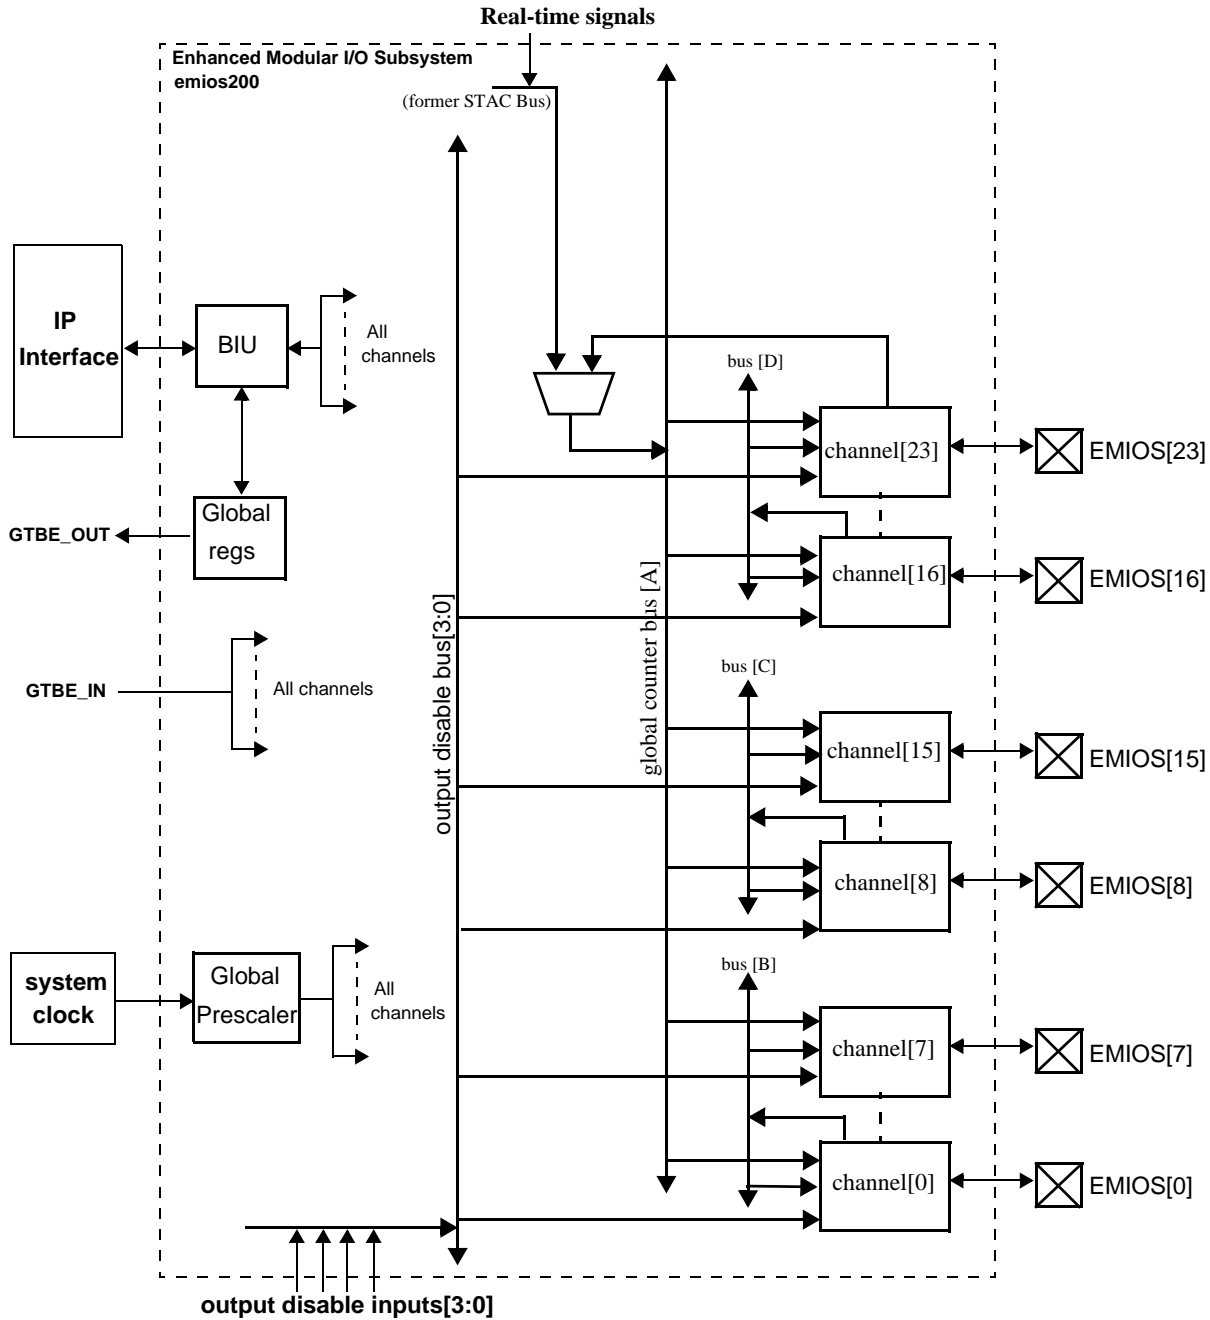 Real-time signals
Enhanced Modular I/O Subsystem
emios200
(former STAC Bus)
IP
Interface
BIU
All
channels
bus [D]
channel[23]
EMIOS[23]
Global
regs
GTBE_OUT
channel[16]
EMIOS[16]
output disable bus[3:0]
global counter bus [A]
GTBE_IN
All channels
bus [C]
channel[15]
EMIOS[15]
channel[8]
EMIOS[8]
system
clock
Global
Prescaler
All
channels
bus [B]
channel[7]
EMIOS[7]
channel[0]
EMIOS[0]
output disable inputs[3:0]